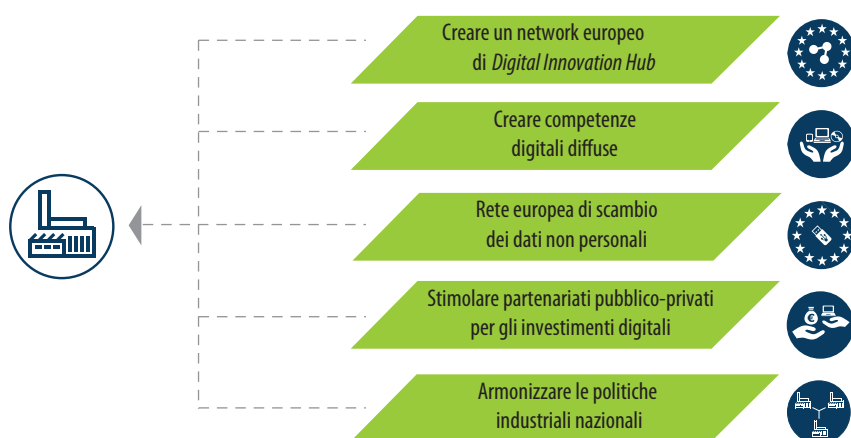 Creare un network europeo
di Digital Innovation Hub
Creare competenze
digitali diffuse
Rete europea di scambio
dei dati non personali
Stimolare partenariati pubblico-privati
per gli investimenti digitali
Armonizzare le politiche
industriali nazionali